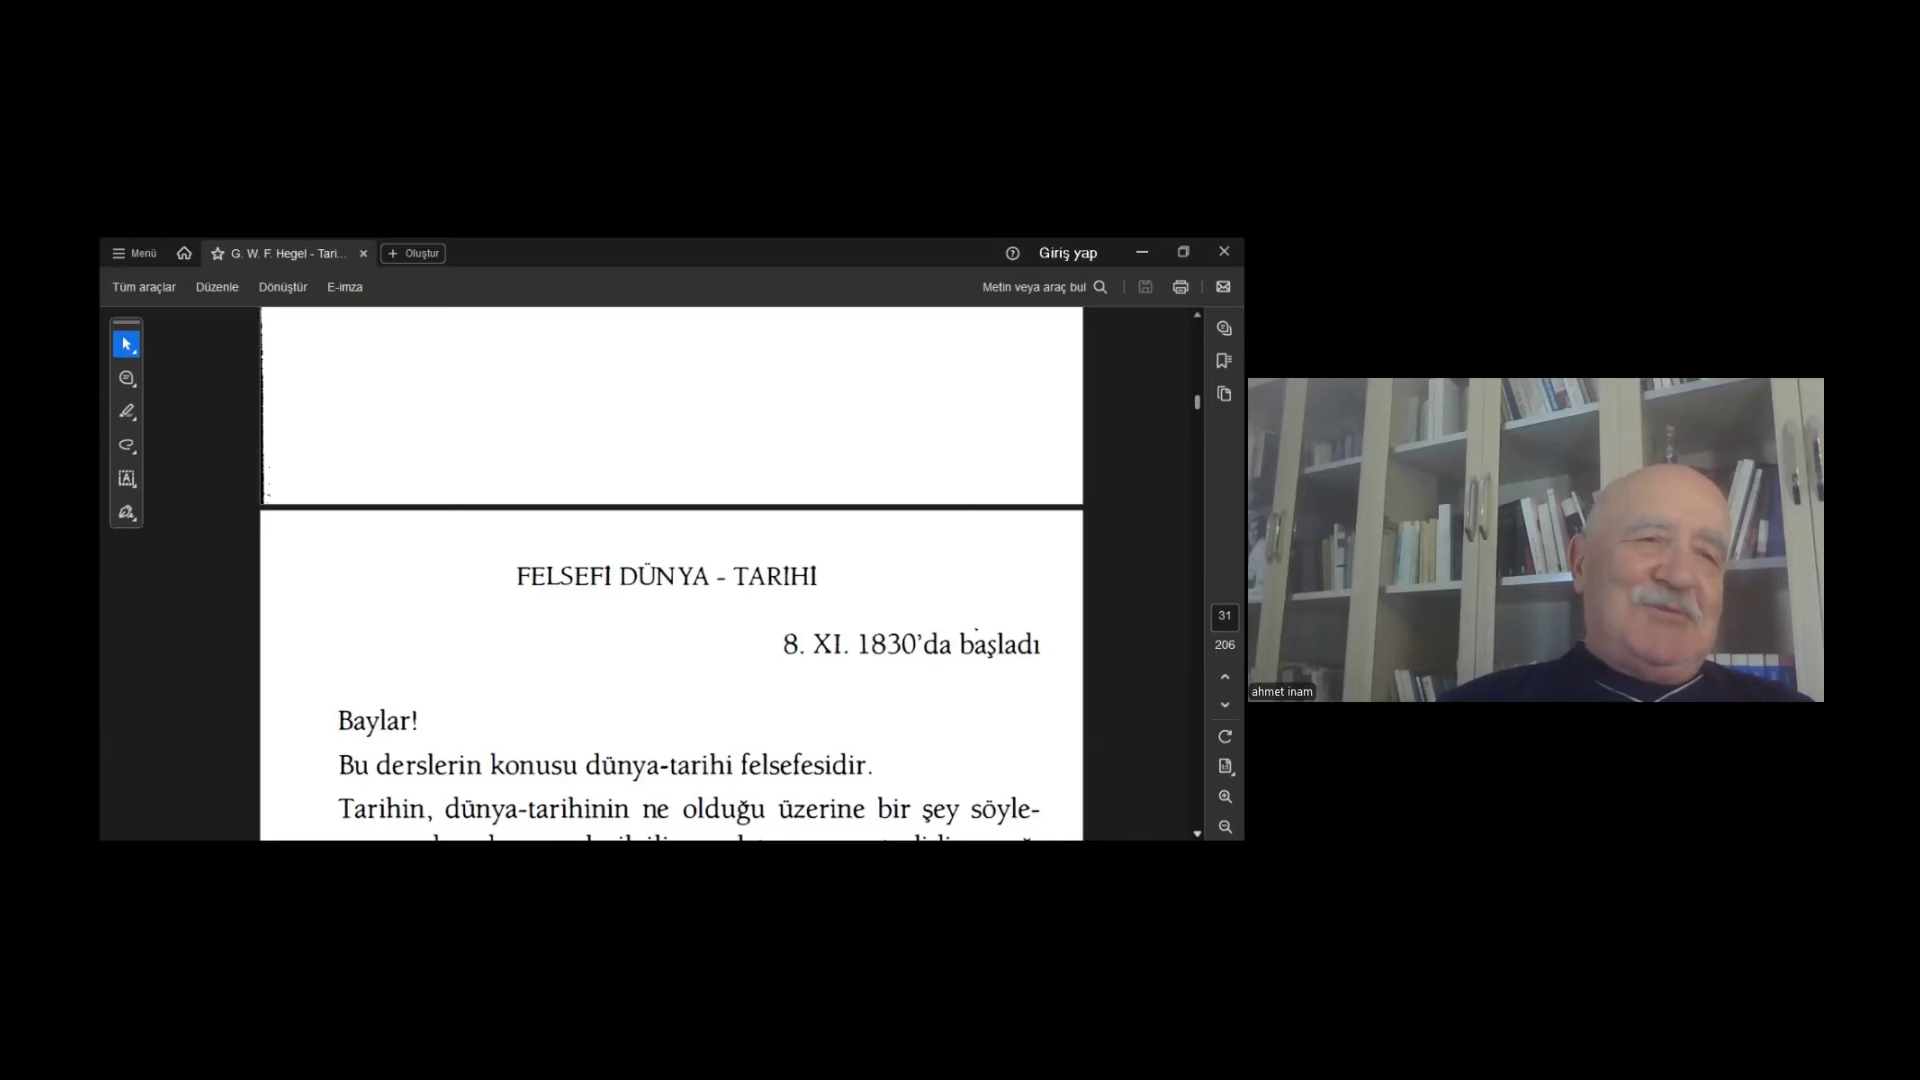 Menü
G. W. F. Hegel - Tari...
Oluştur
Giriş yap
Tüm araçlar
Düzenle
Dönüştür
E-imza
Metin veya araç bul
FELSEFİ DÜNYA - TARİHİ
8. XI. 1830’da başladı
Baylar!
Bu derslerin konusu dünya-tarihi felsefesidir.
Tarihin, dünya-tarihinin ne olduğu üzerine bir şey söyle-
31
206
ahmet inam